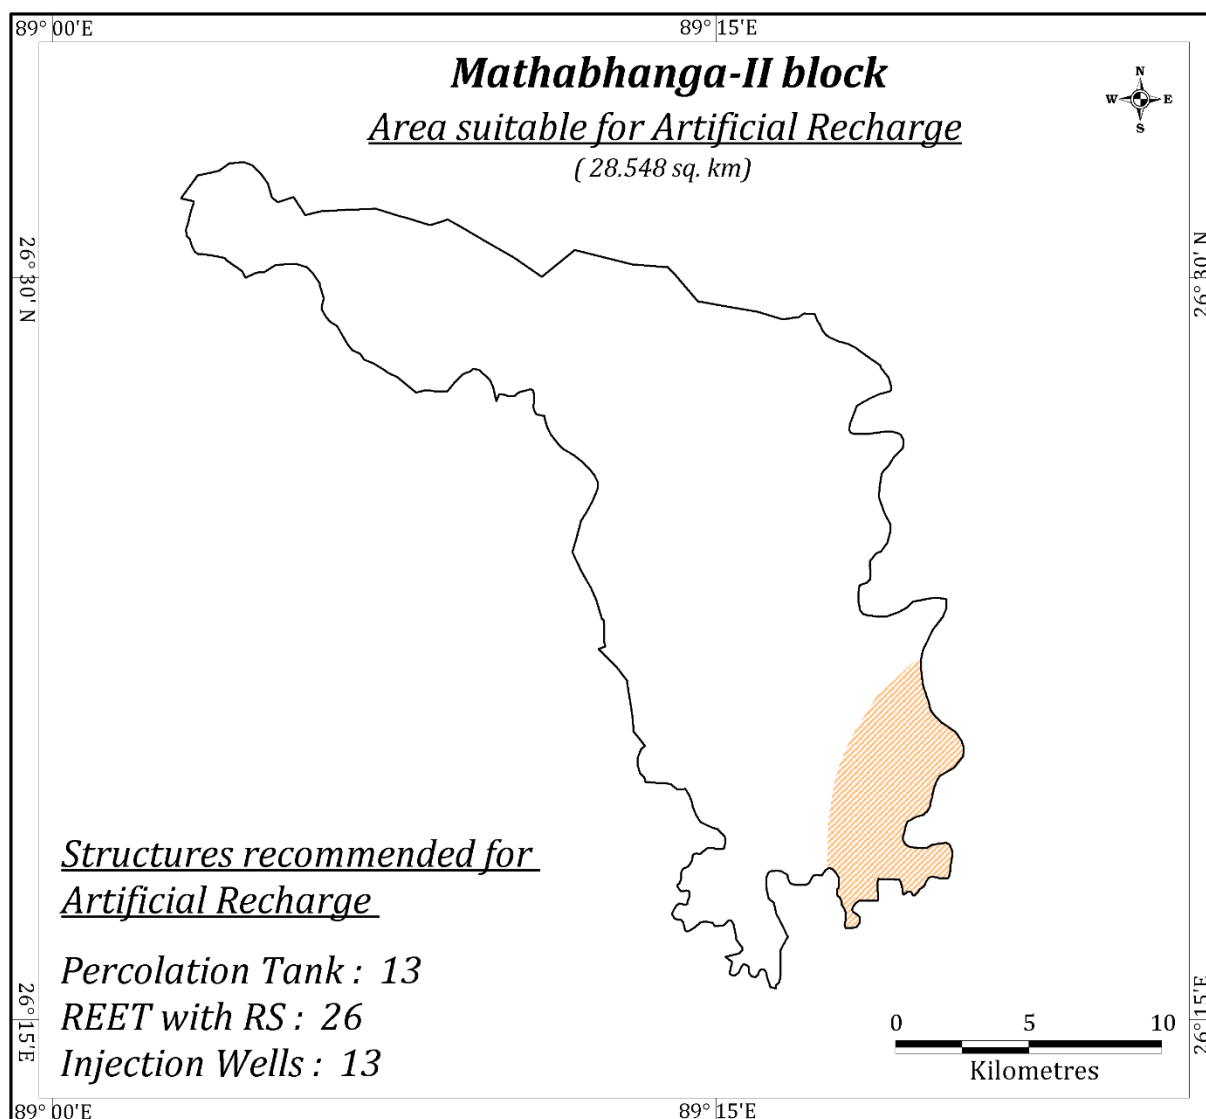 89° 00'E 89° 15'E
Mathabhanga-II block
Area suitable for Artificial Recharge
( 28.548 sq. km)
N
W E
S
26° 30' N 26° 30' N
Structures recommended for
Artificial Recharge
Percolation Tank : 13
REET with RS : 26
Injection Wells : 13
26° 15'E 26° 15'E
0 5 10
Kilometres
89° 00'E 89° 15'E